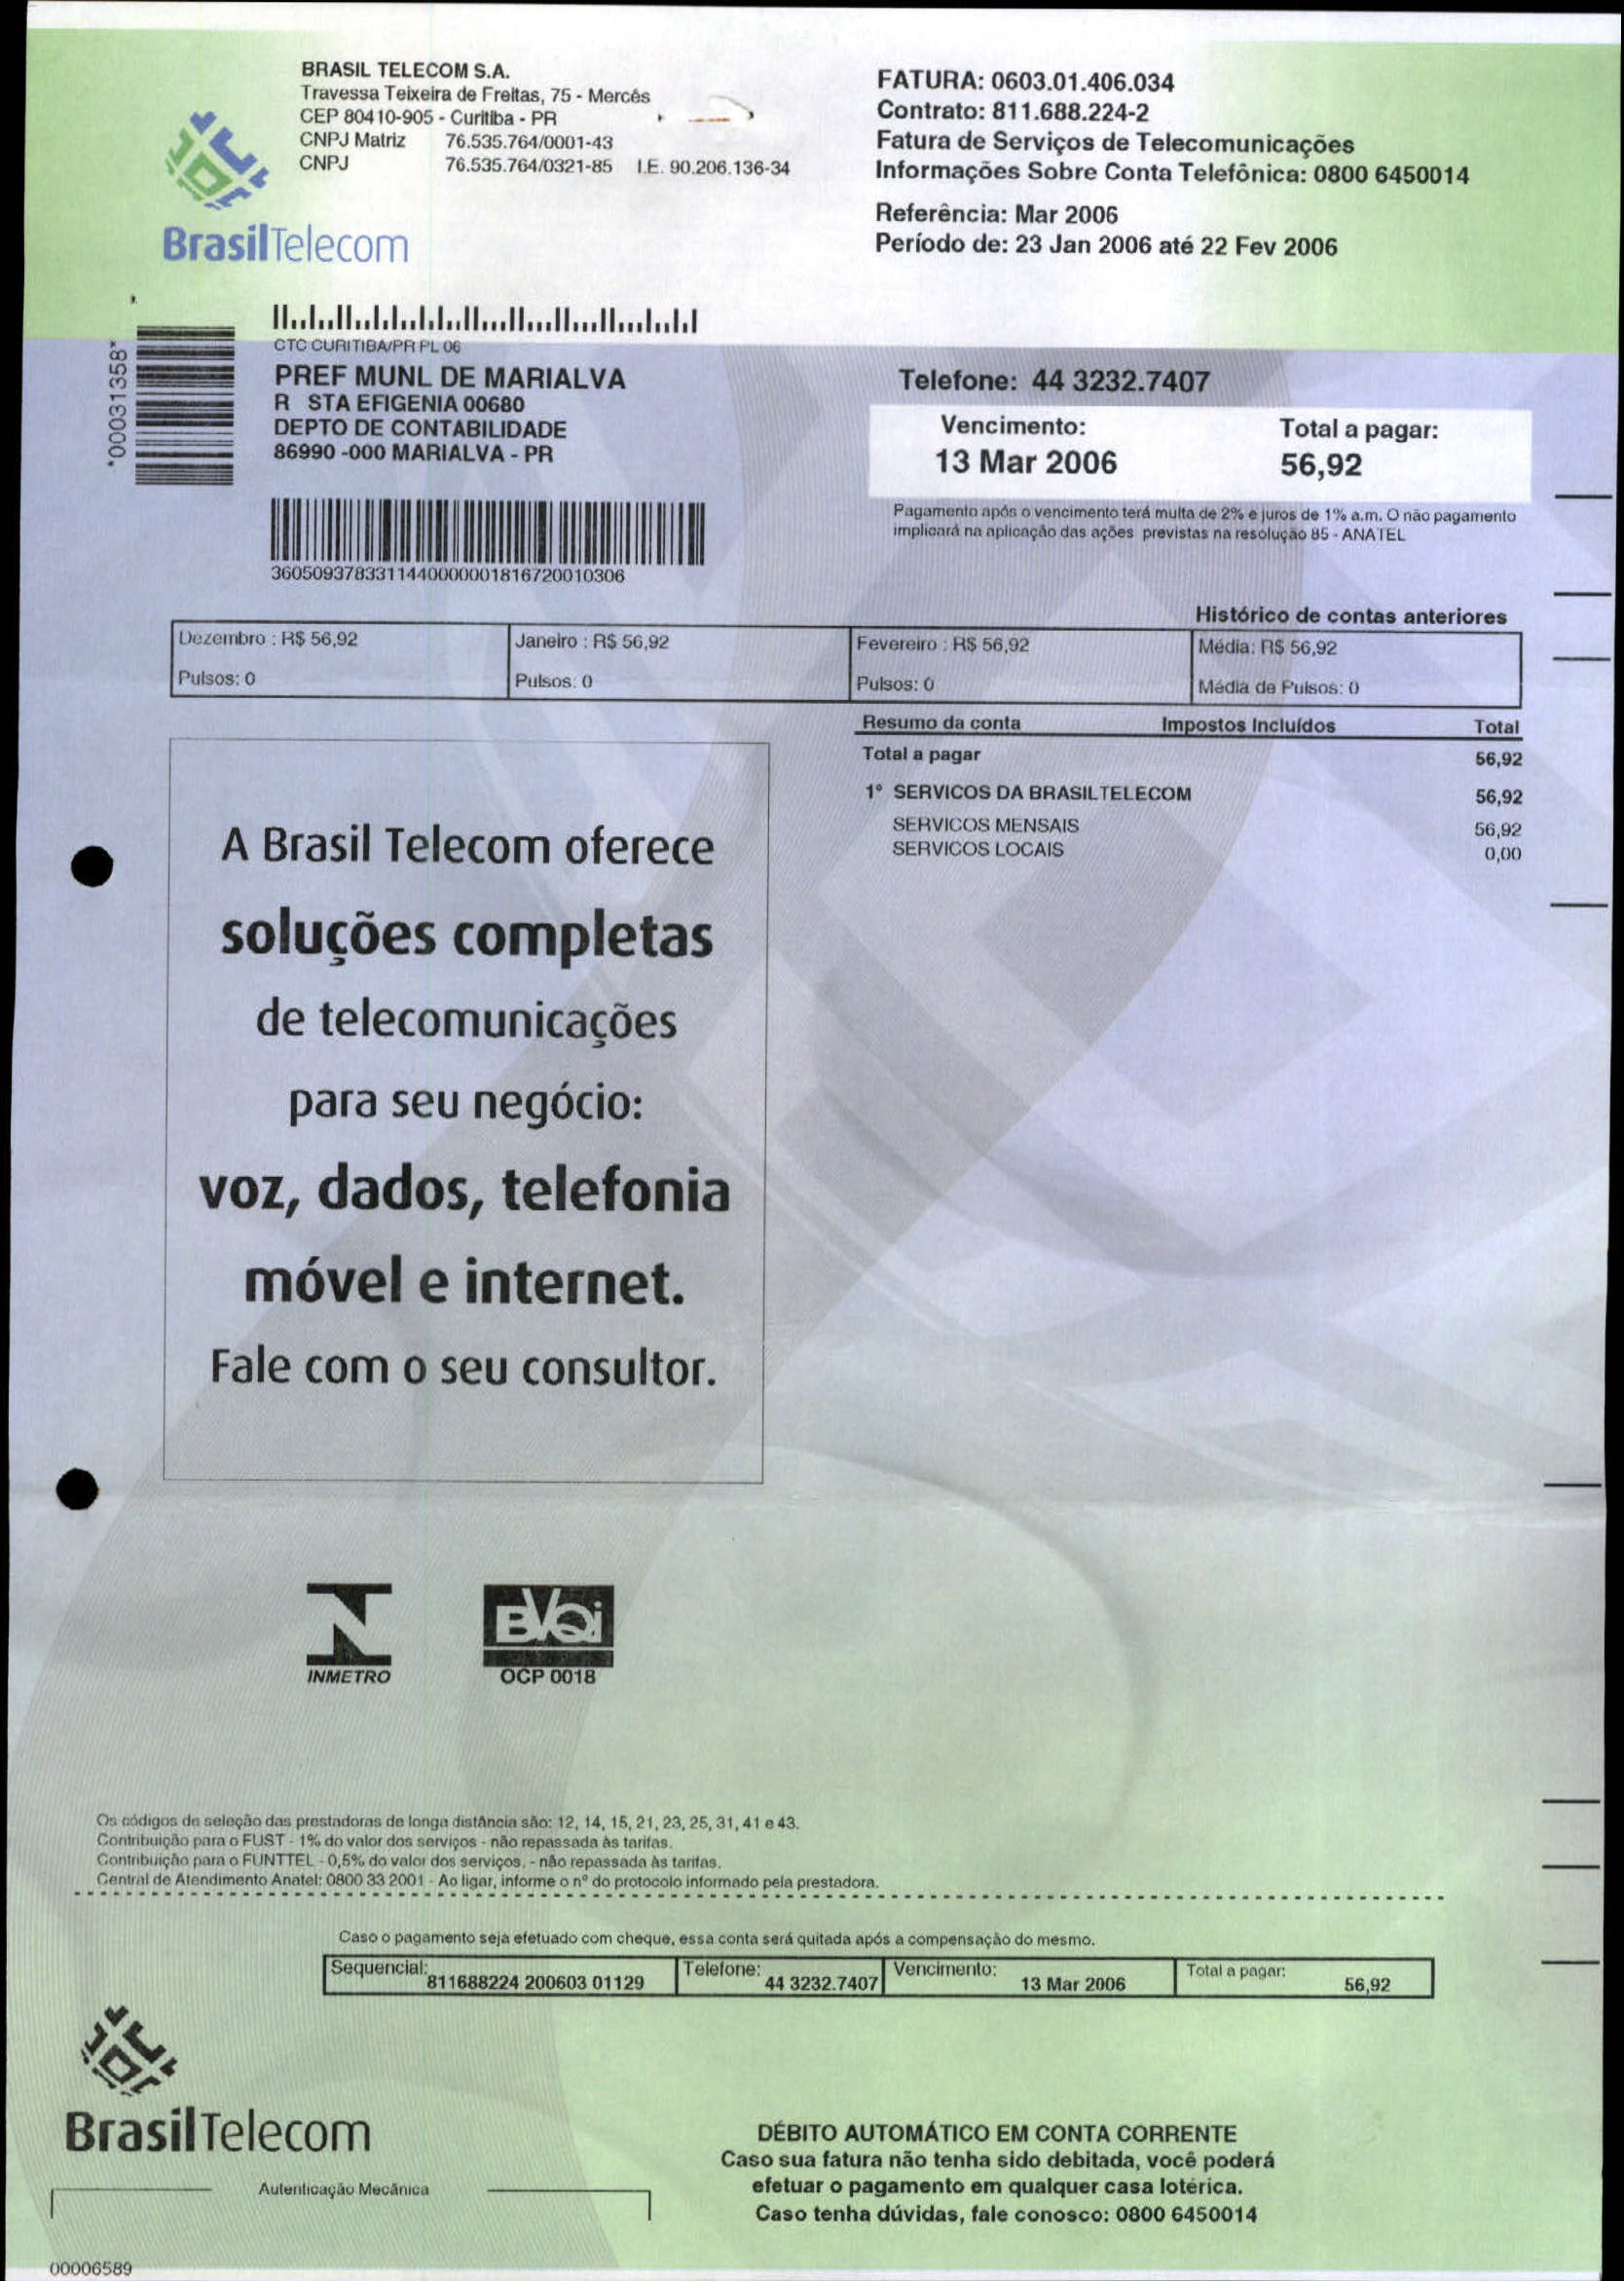 BRASIL TELECOM S.A.
Travessa Teixeira de Freitas, 75 - Mercês
CEP 80410-905 - Curitiba - PR
CNPJ Matriz 76.535.764/0001-43
CNPJ 76.535.764/0321-85 I.E. 90.206.136-34
BrasilTelecom
FATURA: 0603.01.406.034
Contrato: 811.688.224-2
Fatura de Serviços de Telecomunicações
Informações Sobre Conta Telefônica: 0800 6450014
Referência: Mar 2006
Período de: 23 Jan 2006 até 22 Fev 2006
*00031358*
CTC CURITIBA/PR PL 06
PREF MUNL DE MARIALVA
R STA EFIGENIA 00680
DEPTO DE CONTABILIDADE
86990 -000 MARIALVA - PR
3605093783311440000001816720010306
Telefone: 44 3232.7407
Vencimento: Total a pagar:
13 Mar 2006 56,92
Pagamento após o vencimento terá multa de 2% e juros de 1% a.m. O não pagamento
implicará na aplicação das ações previstas na resolução 85 - ANATEL
Histórico de contas anteriores
Dezembro : R$ 56,92 Janeiro : R$ 56,92 Fevereiro : R$ 56,92 Média: R$ 56,92
Pulsos: 0 Pulsos: 0 Pulsos: 0 Média de Pulsos: 0
Resumo da conta Impostos Incluídos Total
Total a pagar 56,92
1º SERVICOS DA BRASILTELECOM 56,92
SERVICOS MENSAIS 56,92
SERVICOS LOCAIS 0,00
A Brasil Telecom oferece
soluções completas
de telecomunicações
para seu negócio:
voz, dados, telefonia
móvel e internet.
Fale com o seu consultor.
INMETRO
BVQi
OCP 0018
Os códigos de seleção das prestadoras de longa distância são: 12, 14, 15, 21, 23, 25, 31, 41 e 43.
Contribuição para o FUST - 1% do valor dos serviços - não repassada às tarifas.
Contribuição para o FUNTTEL - 0,5% do valor dos serviços. - não repassada às tarifas.
Central de Atendimento Anatel: 0800 33 2001 - Ao ligar, informe o nº do protocolo informado pela prestadora.
Caso o pagamento seja efetuado com cheque, essa conta será quitada após a compensação do mesmo.
Sequencial: 811688224 200603 01129 Telefone: 44 3232.7407 Vencimento: 13 Mar 2006 Total a pagar: 56,92
BrasilTelecom
Autenticação Mecânica
DÉBITO AUTOMÁTICO EM CONTA CORRENTE
Caso sua fatura não tenha sido debitada, você poderá
efetuar o pagamento em qualquer casa lotérica.
Caso tenha dúvidas, fale conosco: 0800 6450014
00006589